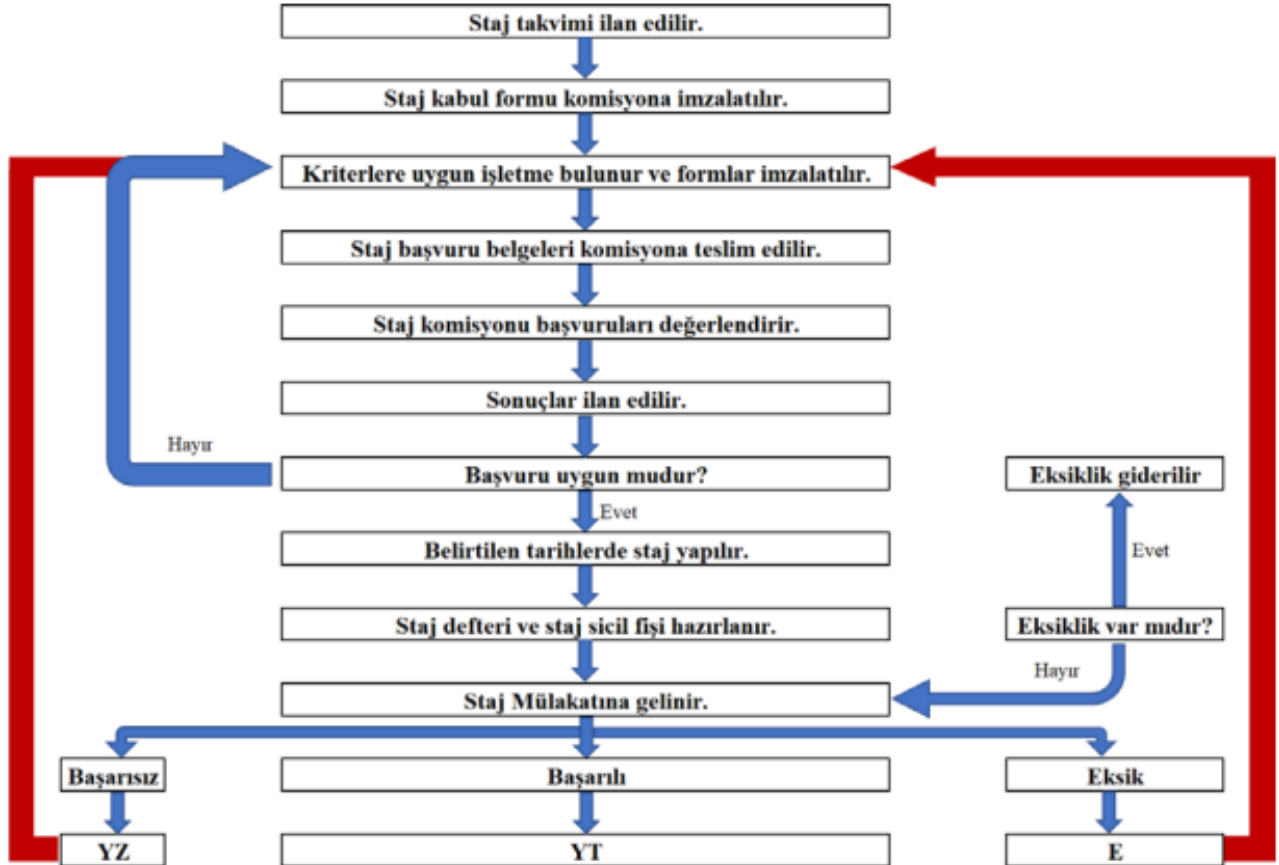 Staj takvimi ilan edilir.
Staj kabul formu komisyona imzalatılır.
Kriterlere uygun işletme bulunur ve formlar imzalatılır.
Staj başvuru belgeleri komisyona teslim edilir.
Staj komisyonu başvuruları değerlendirir.
Sonuçlar ilan edilir.
Hayır
Başvuru uygun mudur?
Eksiklik giderilir
Evet
Evet
Belirtilen tarihlerde staj yapılır.
Staj defteri ve staj sicil fişi hazırlanır.
Eksiklik var mıdır?
Hayır
Staj Mülakatına gelinir.
Başarısız
Başarılı
Eksik
YZ
YT
E